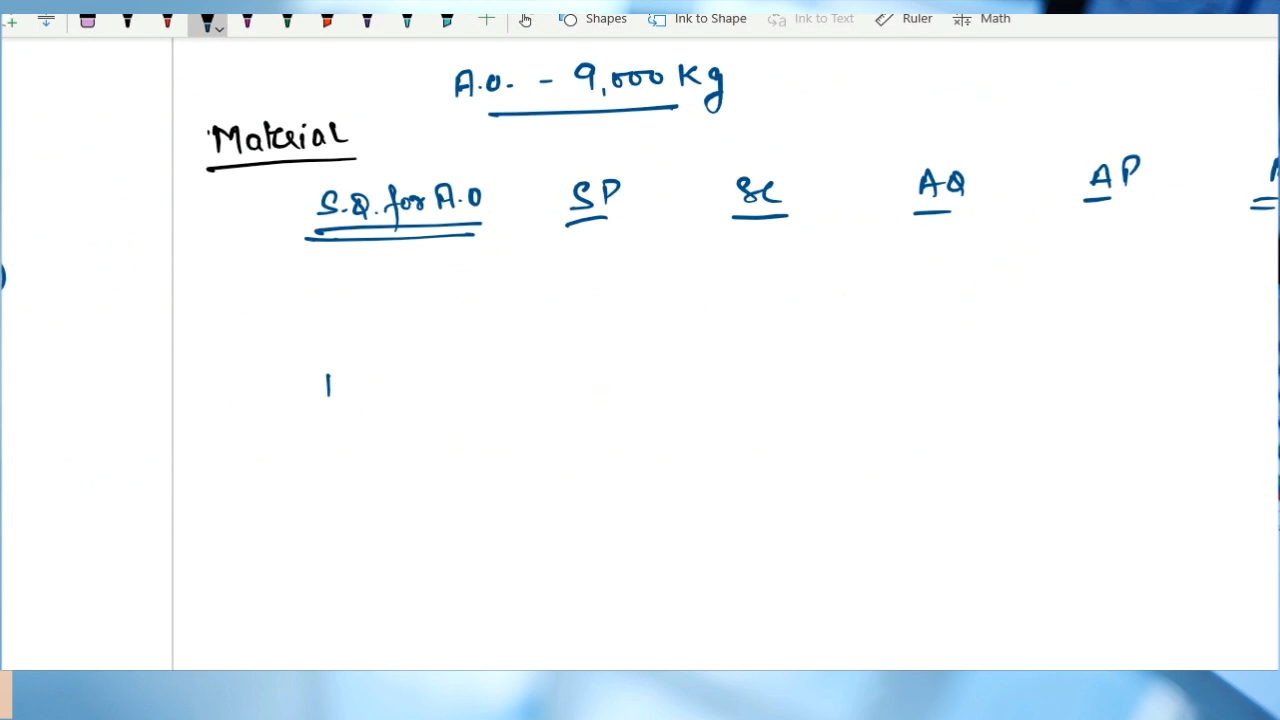 Shapes Ink to Shape Ink to Text Ruler Math
A.O. - 9,000 Kg
Material
S.Q. for A.O SP SC AQ AP